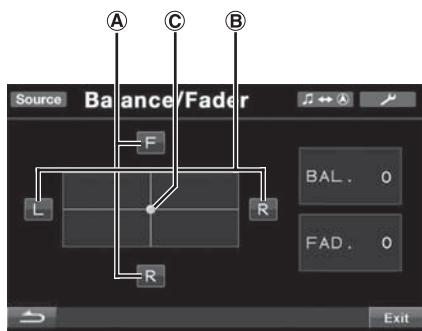 A C B
Source Balance/Fader
F
L R
BAL. 0
FAD. 0
R
Exit